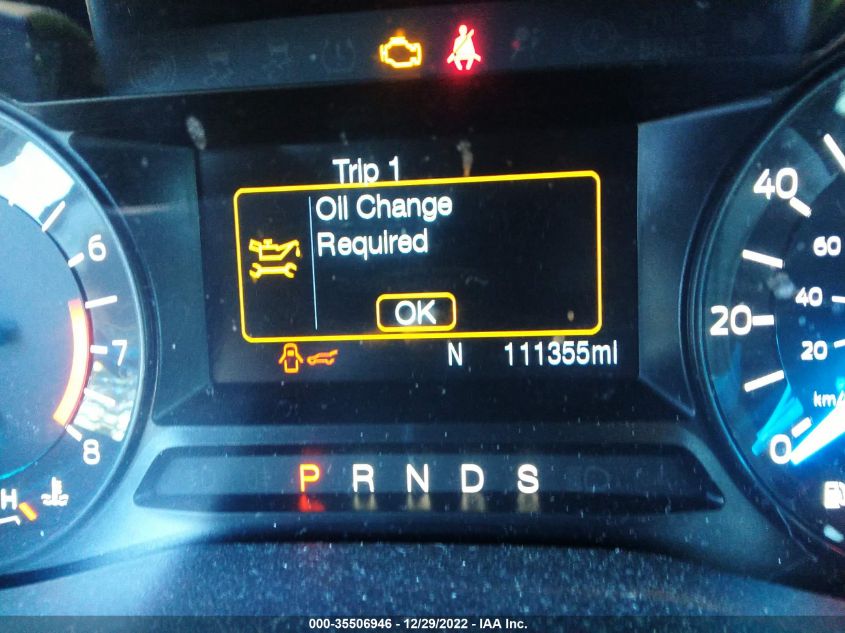 Trip 1
Oil Change
Required
OK
N 111355mi
6
7
8
H
P R N D S
40
20
0
60
40
20
km/
000-35506946 - 12/29/2022 - IAA Inc.